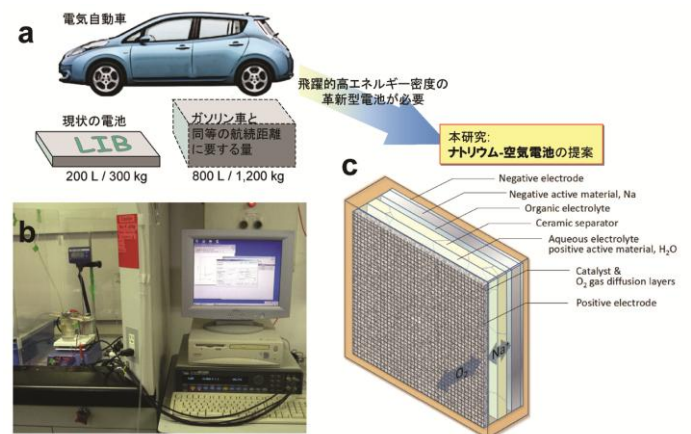 a
電気自動車
現状の電池
LIB
200 L / 300 kg
ガソリン車と
同等の航続距離
に要する量
800 L / 1,200 kg
飛躍的高エネルギー密度の
革新型電池が必要
本研究:
ナトリウム-空気電池の提案
b
c
Negative electrode
Negative active material, Na
Organic electrolyte
Ceramic separator
Aqueous electrolyte
positive active material, H₂O
Catalyst &
O₂ gas diffusion layers
Positive electrode
O₂
Na⁺